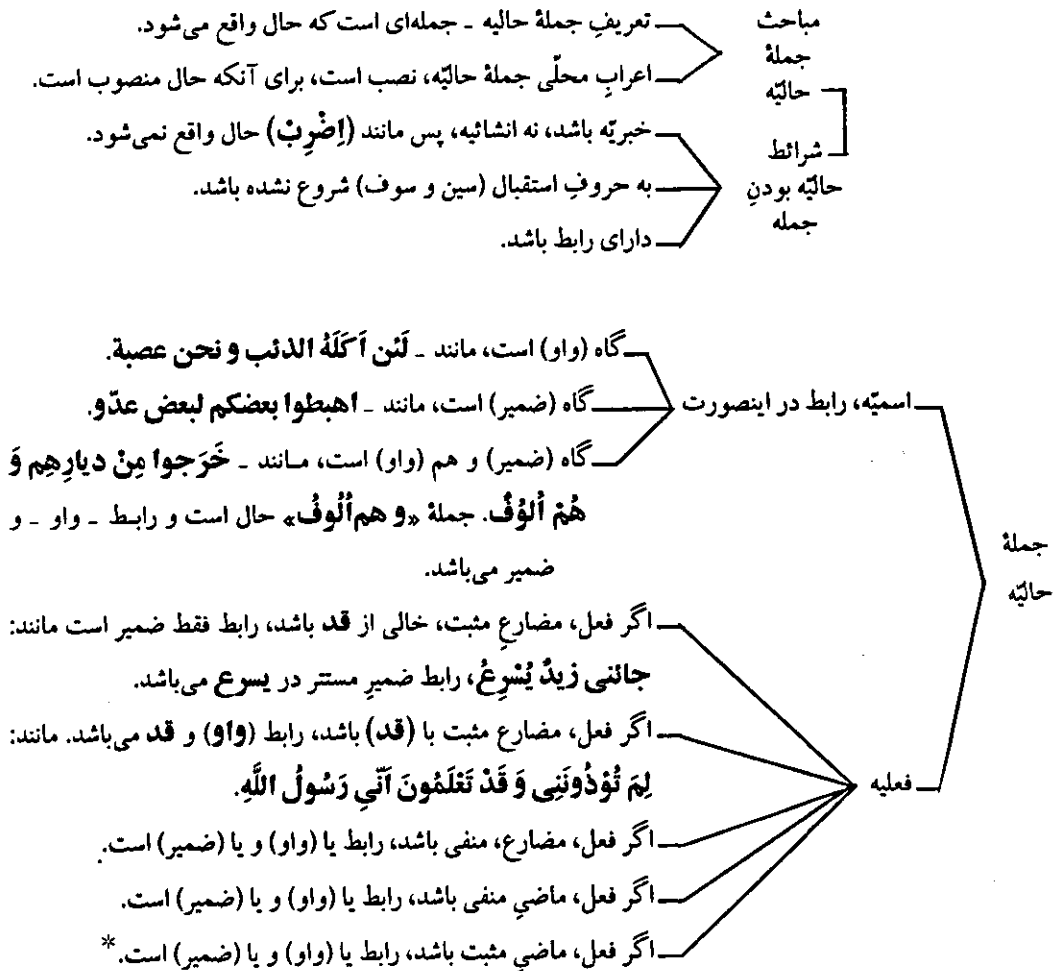 مباحث
جملهٔ
حالیّه
تعریفِ جملهٔ حالیه ـ جمله‌ای است که حال واقع می‌شود.
اعرابِ محلّی جملهٔ حالیّه، نصب است، برای آنکه حال منصوب است.
شرائط
حالیّه بودنِ
جمله
خبریّه باشد، نه انشائیه، پس مانند (اِضْرِبْ) حال واقع نمی‌شود.
به حروفِ استقبال (سین و سوف) شروع نشده باشد.
دارای رابط باشد.
جملهٔ
حالیّه
اسمیّه، رابط در اینصورت
گاه (واو) است، مانند ـ لَئن اَکَلَهُ الذئب و نحن عصبة.
گاه (ضمیر) است، مانند ـ اهبطوا بعضکم لبعض عدّو.
گاه (ضمیر) و هم (واو) است، مـانند ـ خَرَجوا مِنْ دیارِهِم وَ
هُمْ اُلوُفٌ. جملهٔ «و هم‌اُلُوفُ» حال است و رابـط ـ واو ـ و
ضمیر می‌باشد.
فعلیه
اگر فعل، مضارعِ مثبت، خالی از قد باشد، رابط فقط ضمیر است مانند:
جائنی زیدٌ یُسْرِعُ، رابط ضمیرِ مستتر در یسرع می‌باشد.
اگر فعل، مضارع مثبت با (قد) باشد، رابط (واو) و قد می‌باشد. مانند:
لِمَ تُؤذُونَنِی وَ قَدْ تَعْلَمُونَ اَنّی رَسُولُ اللَّهِ.
اگر فعل، مضارع، منفی باشد، رابط یا (واو) و یا (ضمیر) است.
اگر فعل، ماضیِ منفی باشد، رابط یا (واو) و یا (ضمیر) است.
اگر فعل، ماضیِ مثبت باشد، رابط یا (واو) و یا (ضمیر) است.*